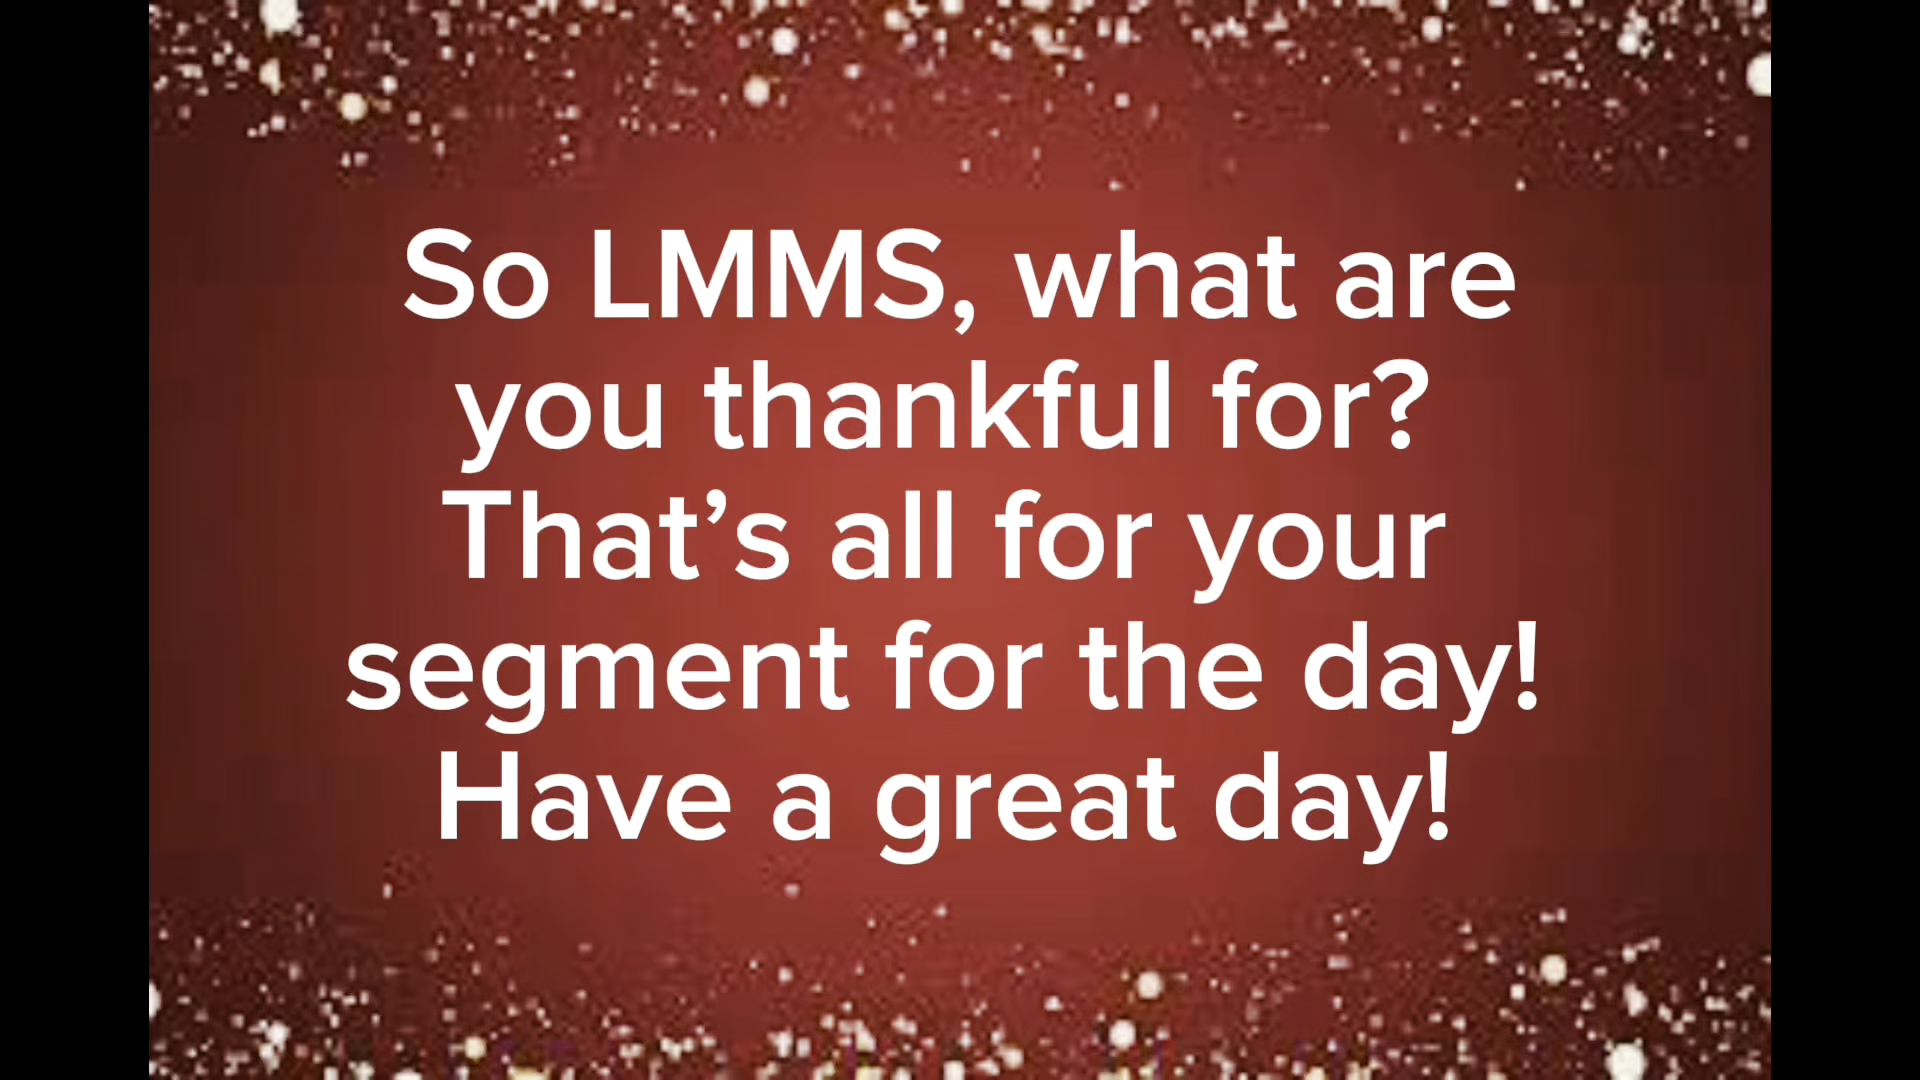 So LMMS, what are
you thankful for?
That’s all for your
segment for the day!
Have a great day!